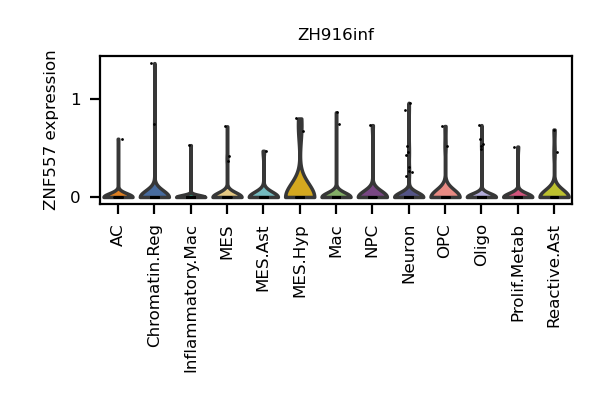 ZH916inf
ZNF557 expression
1
0
AC
Chromatin.Reg
Inflammatory.Mac
MES
MES.Ast
MES.Hyp
Mac
NPC
Neuron
OPC
Oligo
Prolif.Metab
Reactive.Ast